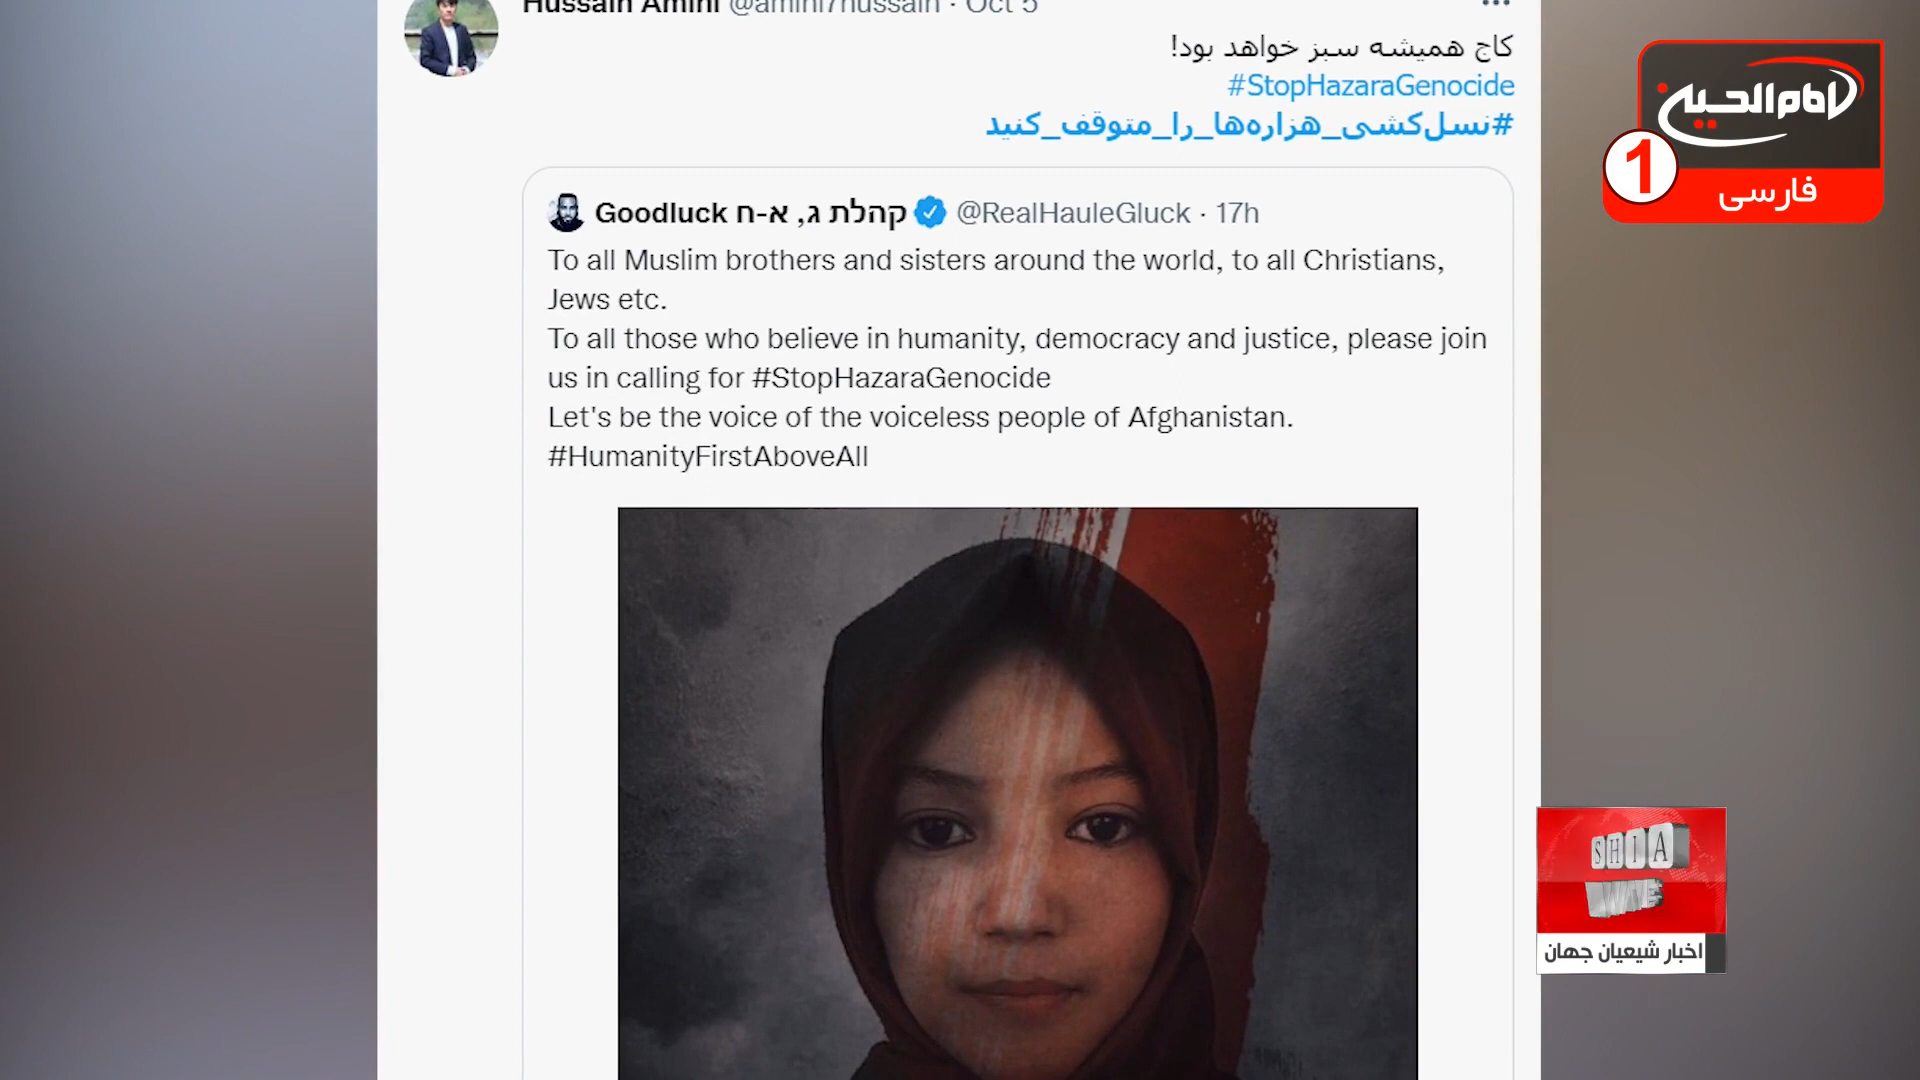 Hussain Amini @amini7hussain · Oct 5
کاج همیشه سبز خواهد بود!
#StopHazaraGenocide
#نسل‌کشی_هزاره‌ها_را_متوقف_کنید
Goodluck קהלת ג, א-ח @RealHauleGluck · 17h
To all Muslim brothers and sisters around the world, to all Christians,
Jews etc.
To all those who believe in humanity, democracy and justice, please join
us in calling for #StopHazaraGenocide
Let's be the voice of the voiceless people of Afghanistan.
#HumanityFirstAboveAll
امام الحسین
1
فارسی
SHIA
WAVE
اخبار شیعیان جهان